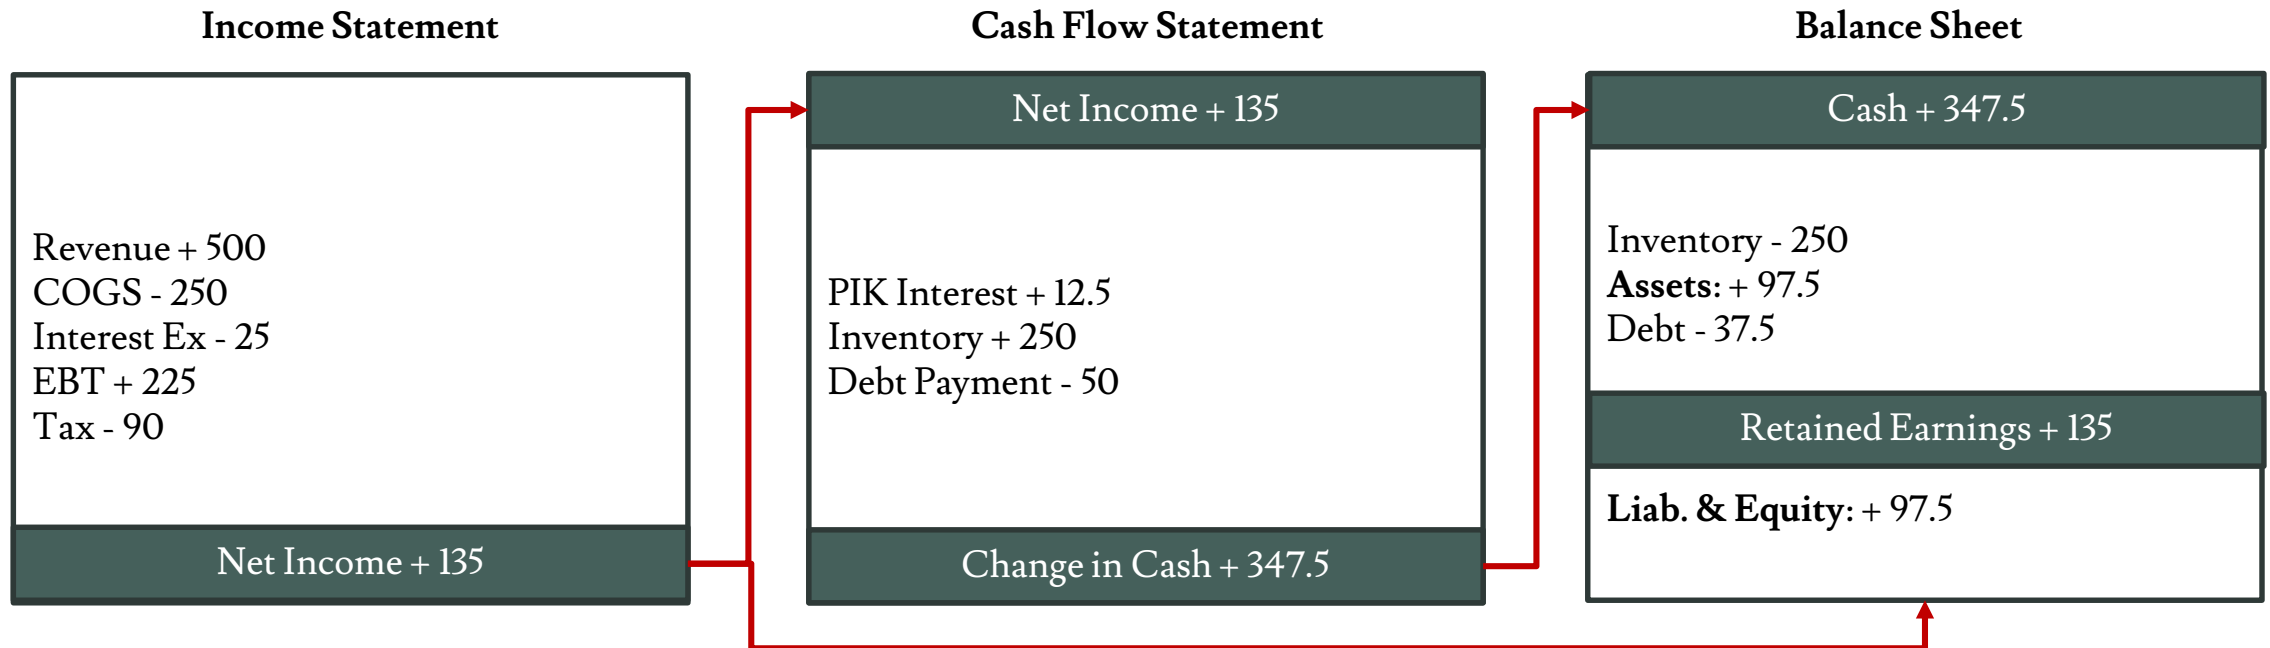 Income Statement
Revenue + 500
COGS - 250
Interest Ex - 25
EBT + 225
Tax - 90
Net Income + 135
Cash Flow Statement
Net Income + 135
PIK Interest + 12.5
Inventory + 250
Debt Payment - 50
Change in Cash + 347.5
Balance Sheet
Cash + 347.5
Inventory - 250
Assets: + 97.5
Debt - 37.5
Retained Earnings + 135
Liab. & Equity: + 97.5